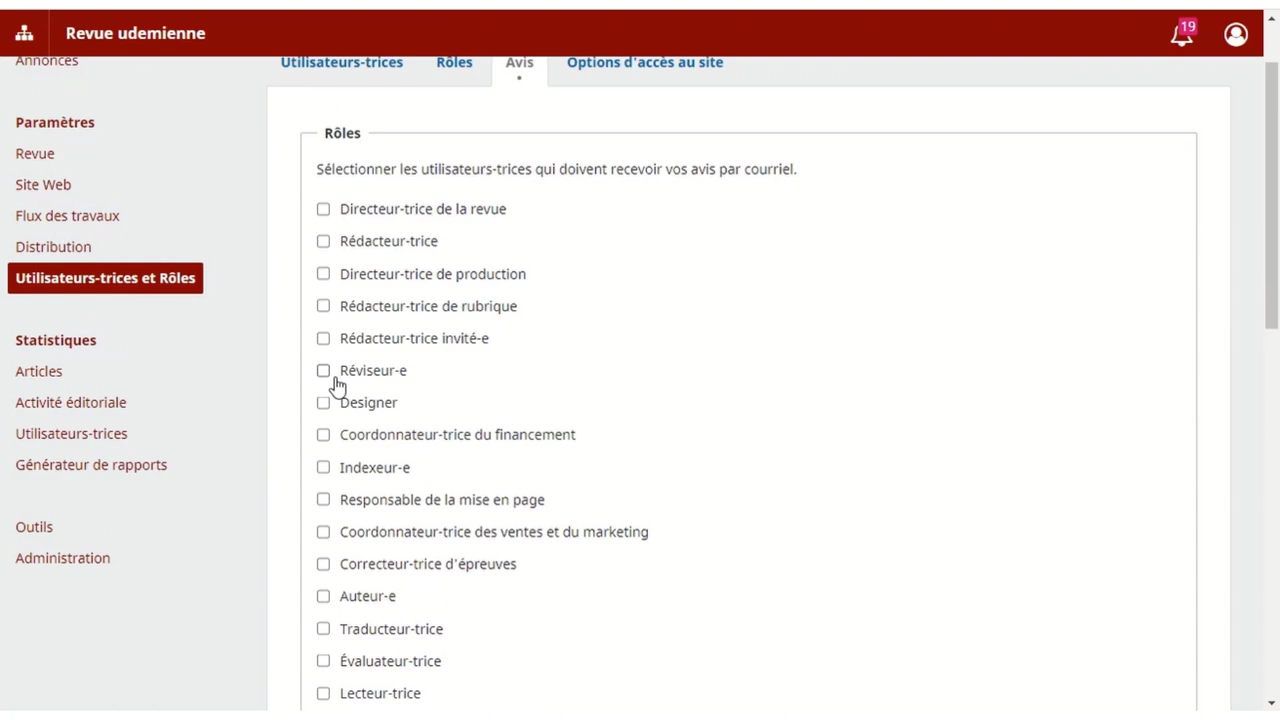 Revue udemienne
19
Annonces
Utilisateurs-trices Rôles Avis Options d'accès au site
Paramètres
Revue
Site Web
Flux des travaux
Distribution
Utilisateurs-trices et Rôles
Statistiques
Articles
Activité éditoriale
Utilisateurs-trices
Générateur de rapports
Outils
Administration
Rôles
Sélectionner les utilisateurs-trices qui doivent recevoir vos avis par courriel.
Directeur-trice de la revue
Rédacteur-trice
Directeur-trice de production
Rédacteur-trice de rubrique
Rédacteur-trice invité-e
Réviseur-e
Designer
Coordonnateur-trice du financement
Indexeur-e
Responsable de la mise en page
Coordonnateur-trice des ventes et du marketing
Correcteur-trice d'épreuves
Auteur-e
Traducteur-trice
Évaluateur-trice
Lecteur-trice